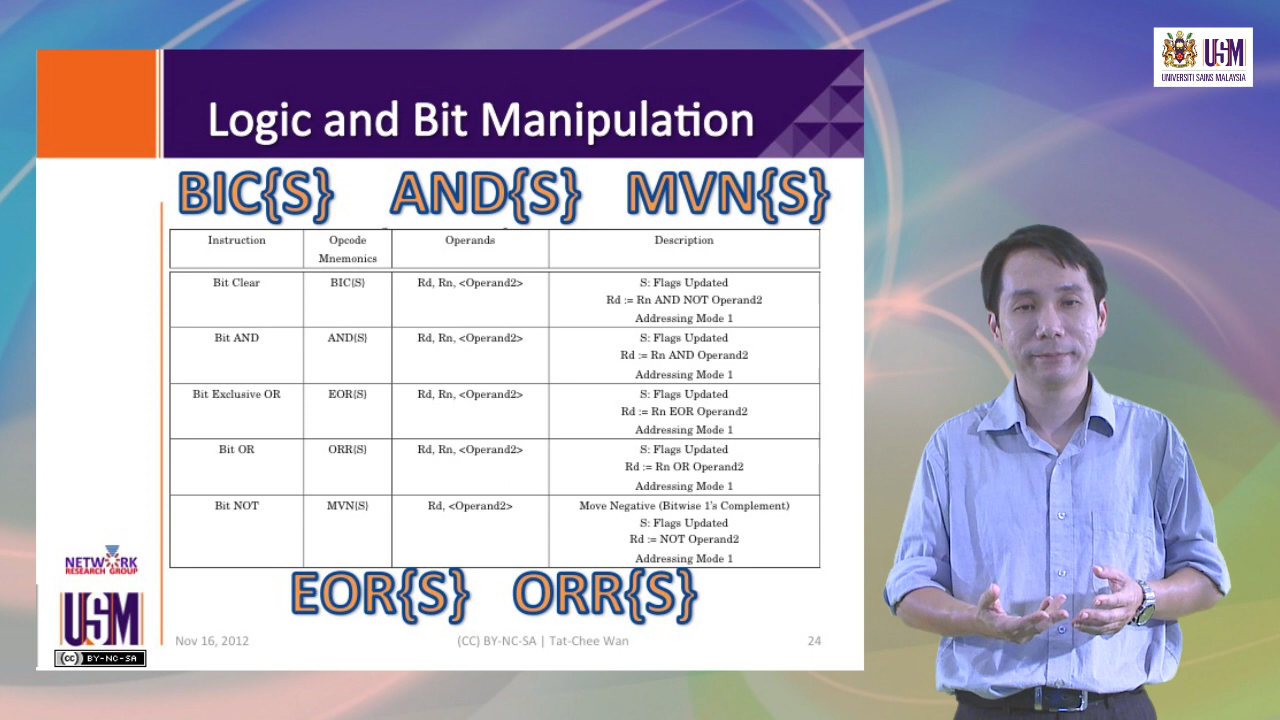 USM
UNIVERSITI SAINS MALAYSIA
Logic and Bit Manipulation
BIC{S} AND{S} MVN{S}
Instruction Opcode Mnemonics Operands Description
Bit Clear BIC{S} Rd, Rn, <Operand2> S: Flags Updated
Rd := Rn AND NOT Operand2
Addressing Mode 1
Bit AND AND{S} Rd, Rn, <Operand2> S: Flags Updated
Rd := Rn AND Operand2
Addressing Mode 1
Bit Exclusive OR EOR{S} Rd, Rn, <Operand2> S: Flags Updated
Rd := Rn EOR Operand2
Addressing Mode 1
Bit OR ORR{S} Rd, Rn, <Operand2> S: Flags Updated
Rd := Rn OR Operand2
Addressing Mode 1
Bit NOT MVN{S} Rd, <Operand2> Move Negative (Bitwise 1's Complement)
S: Flags Updated
Rd := NOT Operand2
Addressing Mode 1
EOR{S} ORR{S}
NETWORK
RESEARCH GROUP
USM
(cc) BY-NC-SA
Nov 16, 2012 (CC) BY-NC-SA | Tat-Chee Wan 24